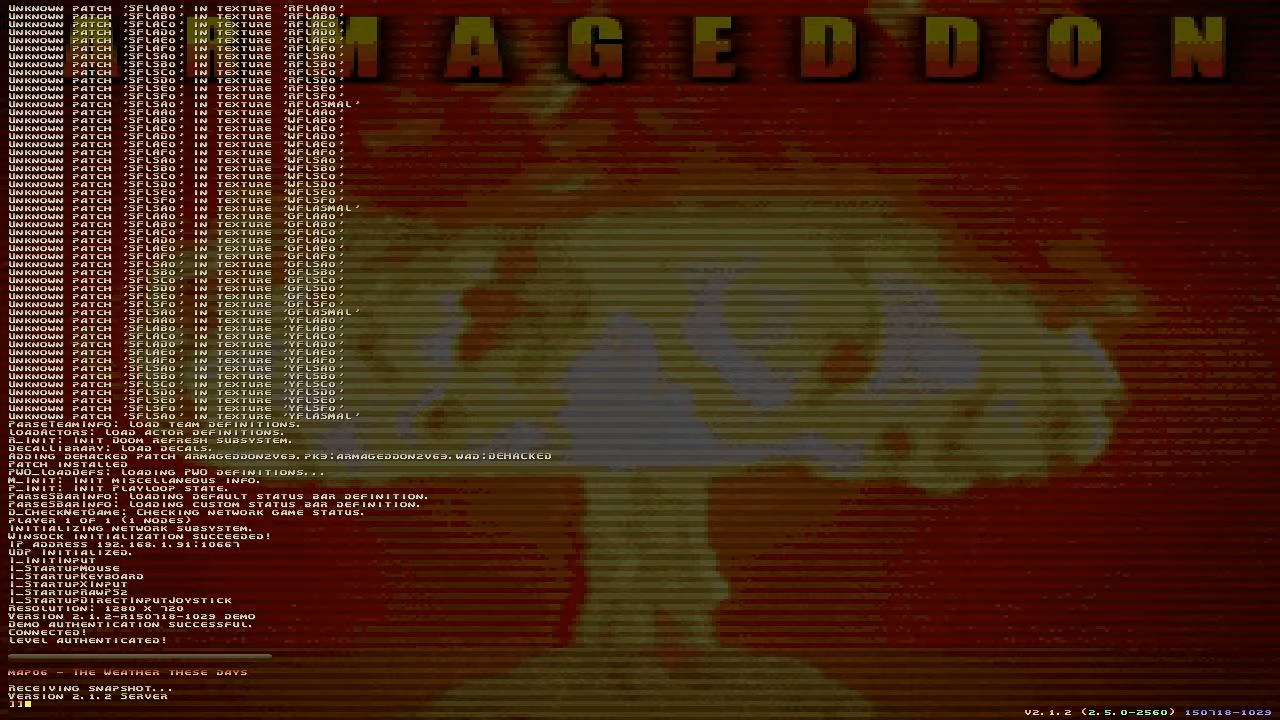 ARMAGEDDON
UNKNOWN PATCH 'SFLAA0' IN TEXTURE 'RFLAA0'
UNKNOWN PATCH 'SFLAB0' IN TEXTURE 'RFLAB0'
UNKNOWN PATCH 'SFLAC0' IN TEXTURE 'RFLAC0'
UNKNOWN PATCH 'SFLAD0' IN TEXTURE 'RFLAD0'
UNKNOWN PATCH 'SFLAE0' IN TEXTURE 'RFLAE0'
UNKNOWN PATCH 'SFLAF0' IN TEXTURE 'RFLAF0'
UNKNOWN PATCH 'SFLSA0' IN TEXTURE 'RFLSA0'
UNKNOWN PATCH 'SFLSB0' IN TEXTURE 'RFLSB0'
UNKNOWN PATCH 'SFLSC0' IN TEXTURE 'RFLSC0'
UNKNOWN PATCH 'SFLSD0' IN TEXTURE 'RFLSD0'
UNKNOWN PATCH 'SFLSE0' IN TEXTURE 'RFLSE0'
UNKNOWN PATCH 'SFLSF0' IN TEXTURE 'RFLSF0'
UNKNOWN PATCH 'SFLSA0' IN TEXTURE 'RFLASMAL'
UNKNOWN PATCH 'SFLAA0' IN TEXTURE 'WFLAA0'
UNKNOWN PATCH 'SFLAB0' IN TEXTURE 'WFLAB0'
UNKNOWN PATCH 'SFLAC0' IN TEXTURE 'WFLAC0'
UNKNOWN PATCH 'SFLAD0' IN TEXTURE 'WFLAD0'
UNKNOWN PATCH 'SFLAE0' IN TEXTURE 'WFLAE0'
UNKNOWN PATCH 'SFLAF0' IN TEXTURE 'WFLAF0'
UNKNOWN PATCH 'SFLSA0' IN TEXTURE 'WFLSA0'
UNKNOWN PATCH 'SFLSB0' IN TEXTURE 'WFLSB0'
UNKNOWN PATCH 'SFLSC0' IN TEXTURE 'WFLSC0'
UNKNOWN PATCH 'SFLSD0' IN TEXTURE 'WFLSD0'
UNKNOWN PATCH 'SFLSE0' IN TEXTURE 'WFLSE0'
UNKNOWN PATCH 'SFLSF0' IN TEXTURE 'WFLSF0'
UNKNOWN PATCH 'SFLSA0' IN TEXTURE 'WFLASMAL'
UNKNOWN PATCH 'SFLAA0' IN TEXTURE 'GFLAA0'
UNKNOWN PATCH 'SFLAB0' IN TEXTURE 'GFLAB0'
UNKNOWN PATCH 'SFLAC0' IN TEXTURE 'GFLAC0'
UNKNOWN PATCH 'SFLAD0' IN TEXTURE 'GFLAD0'
UNKNOWN PATCH 'SFLAE0' IN TEXTURE 'GFLAE0'
UNKNOWN PATCH 'SFLAF0' IN TEXTURE 'GFLAF0'
UNKNOWN PATCH 'SFLSA0' IN TEXTURE 'GFLSA0'
UNKNOWN PATCH 'SFLSB0' IN TEXTURE 'GFLSB0'
UNKNOWN PATCH 'SFLSC0' IN TEXTURE 'GFLSC0'
UNKNOWN PATCH 'SFLSD0' IN TEXTURE 'GFLSD0'
UNKNOWN PATCH 'SFLSE0' IN TEXTURE 'GFLSE0'
UNKNOWN PATCH 'SFLSF0' IN TEXTURE 'GFLSF0'
UNKNOWN PATCH 'SFLSA0' IN TEXTURE 'GFLASMAL'
UNKNOWN PATCH 'SFLAA0' IN TEXTURE 'YFLAA0'
UNKNOWN PATCH 'SFLAB0' IN TEXTURE 'YFLAB0'
UNKNOWN PATCH 'SFLAC0' IN TEXTURE 'YFLAC0'
UNKNOWN PATCH 'SFLAD0' IN TEXTURE 'YFLAD0'
UNKNOWN PATCH 'SFLAE0' IN TEXTURE 'YFLAE0'
UNKNOWN PATCH 'SFLAF0' IN TEXTURE 'YFLAF0'
UNKNOWN PATCH 'SFLSA0' IN TEXTURE 'YFLSA0'
UNKNOWN PATCH 'SFLSB0' IN TEXTURE 'YFLSB0'
UNKNOWN PATCH 'SFLSC0' IN TEXTURE 'YFLSC0'
UNKNOWN PATCH 'SFLSD0' IN TEXTURE 'YFLSD0'
UNKNOWN PATCH 'SFLSE0' IN TEXTURE 'YFLSE0'
UNKNOWN PATCH 'SFLSF0' IN TEXTURE 'YFLSF0'
UNKNOWN PATCH 'SFLSA0' IN TEXTURE 'YFLASMAL'
PARSETEAMINFO: LOAD TEAM DEFINITIONS.
LOADACTORS: LOAD ACTOR DEFINITIONS.
R_INIT: INIT DOOM REFRESH SUBSYSTEM.
DECALLIBRARY: LOAD DECALS.
ADDING DEHACKED PATCH ARMAGEDDON2V63.PK3:ARMAGEDDON2V63.WAD:DEHACKED
PATCH INSTALLED
PWO_LOADDEFS: LOADING PWO DEFINITIONS...
M_INIT: INIT MISCELLANEOUS INFO.
P_INIT: INIT PLAYLOOP STATE.
PARSESBARINFO: LOADING DEFAULT STATUS BAR DEFINITION.
PARSESBARINFO: LOADING CUSTOM STATUS BAR DEFINITION.
D_CHECKNETGAME: CHECKING NETWORK GAME STATUS.
PLAYER 1 OF 1 (1 NODES)
INITIALIZING NETWORK SUBSYSTEM.
WINSOCK INITIALIZATION SUCCEEDED!
IP ADDRESS 192.168.1.91:10667
UDP INITIALIZED.
I_INITINPUT
I_STARTUPMOUSE
I_STARTUPKEYBOARD
I_STARTUPXINPUT
I_STARTUPRAWPS2
I_STARTUPDIRECTINPUTJOYSTICK
RESOLUTION: 1280 X 720
VERSION 2.1.2-R150718-1029 DEMO
DEMO AUTHENTICATION SUCCESSFUL.
CONNECTED!
LEVEL AUTHENTICATED!
MAP06 - THE WEATHER THESE DAYS
RECEIVING SNAPSHOT...
VERSION 2.1.2 SERVER
]]
V2.1.2 (2.5.0-2560) 150718-1029